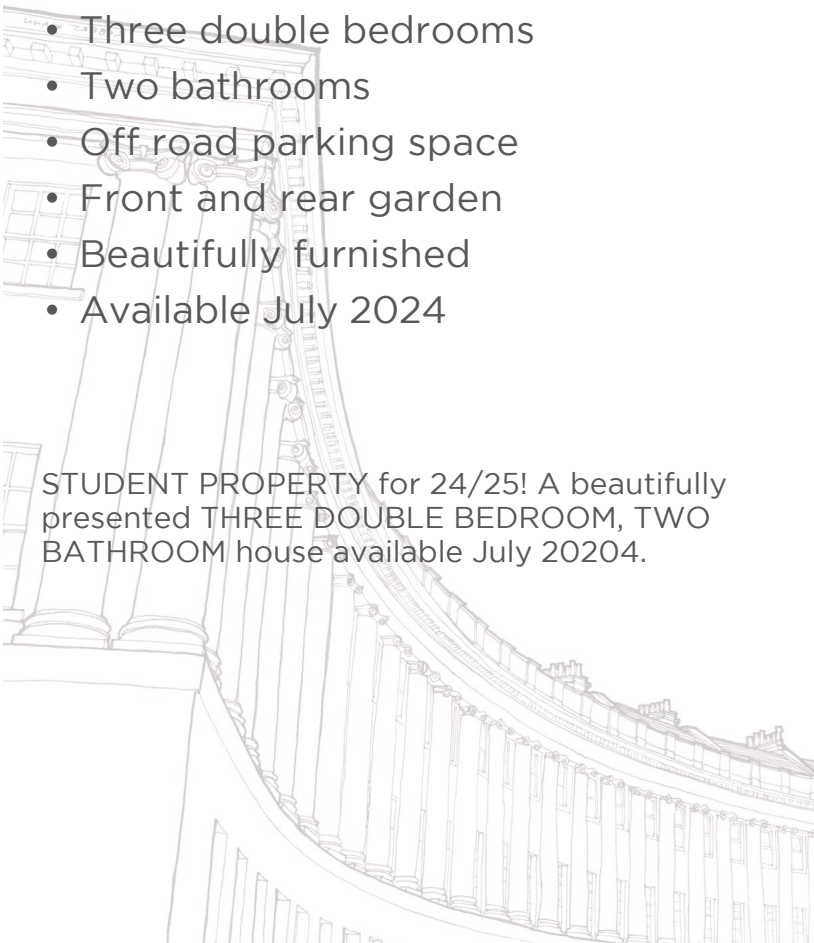 • Three double bedrooms
• Two bathrooms
• Off road parking space
• Front and rear garden
• Beautifully furnished
• Available July 2024
STUDENT PROPERTY for 24/25! A beautifully
presented THREE DOUBLE BEDROOM, TWO
BATHROOM house available July 20204.